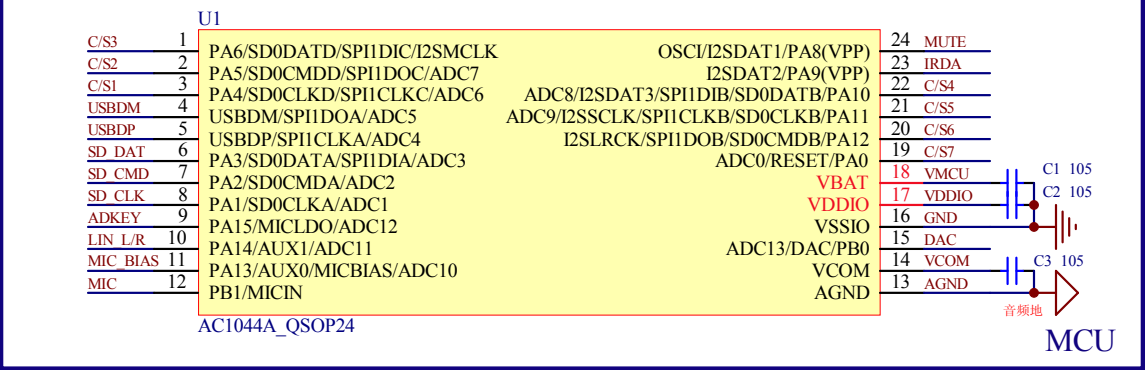 U1
C/S3 1 PA6/SD0DATD/SPI1DIC/I2SMCLK OSCI/I2SDAT1/PA8(VPP) 24 MUTE
C/S2 2 PA5/SD0CMDD/SPI1DOC/ADC7 I2SDAT2/PA9(VPP) 23 IRDA
C/S1 3 PA4/SD0CLKD/SPI1CLKC/ADC6 ADC8/I2SDAT3/SPI1DIB/SD0DATB/PA10 22 C/S4
USBDM 4 USBDM/SPI1DOA/ADC5 ADC9/I2SSCLK/SPI1CLKB/SD0CLKB/PA11 21 C/S5
USBDP 5 USBDP/SPI1CLKA/ADC4 I2SLRCK/SPI1DOB/SD0CMDB/PA12 20 C/S6
SD_DAT 6 PA3/SD0DATA/SPI1DIA/ADC3 ADC0/RESET/PA0 19 C/S7
SD_CMD 7 PA2/SD0CMDA/ADC2 VBAT 18 VMCU C1 105
SD_CLK 8 PA1/SD0CLKA/ADC1 VDDIO 17 VDDIO C2 105
ADKEY 9 PA15/MICLDO/ADC12 VSSIO 16 GND
LIN_L/R 10 PA14/AUX1/ADC11 ADC13/DAC/PB0 15 DAC
MIC_BIAS 11 PA13/AUX0/MICBIAS/ADC10 VCOM 14 VCOM C3 105
MIC 12 PB1/MICIN AGND 13 AGND
音频地
AC1044A_QSOP24
MCU